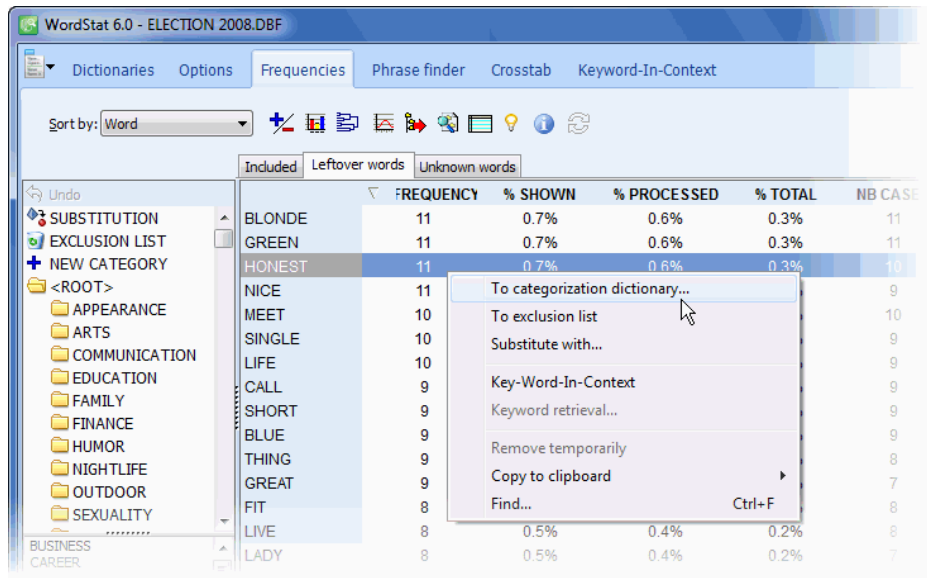 WordStat 6.0 - ELECTION 2008.DBF
Dictionaries Options Frequencies Phrase finder Crosstab Keyword-In-Context
Sort by: Word
Included Leftover words Unknown words
Undo
SUBSTITUTION
EXCLUSION LIST
NEW CATEGORY
<ROOT>
APPEARANCE
ARTS
COMMUNICATION
EDUCATION
FAMILY
FINANCE
HUMOR
NIGHTLIFE
OUTDOOR
SEXUALITY
BUSINESS
CAREER
FREQUENCY % SHOWN % PROCESSED % TOTAL NB CASE
BLONDE 11 0.7% 0.6% 0.3% 11
GREEN 11 0.7% 0.6% 0.3% 11
HONEST 11 0.7% 0.6% 0.3% 10
NICE 11 9
MEET 10 10
SINGLE 10 9
LIFE 10 9
CALL 9 9
SHORT 9 9
BLUE 9 9
THING 9 8
GREAT 9 7
FIT 8 8
LIVE 8 0.5% 0.4% 0.2% 8
LADY 8 0.5% 0.4% 0.2% 7
To categorization dictionary...
To exclusion list
Substitute with...
Key-Word-In-Context
Keyword retrieval...
Remove temporarily
Copy to clipboard
Find... Ctrl+F